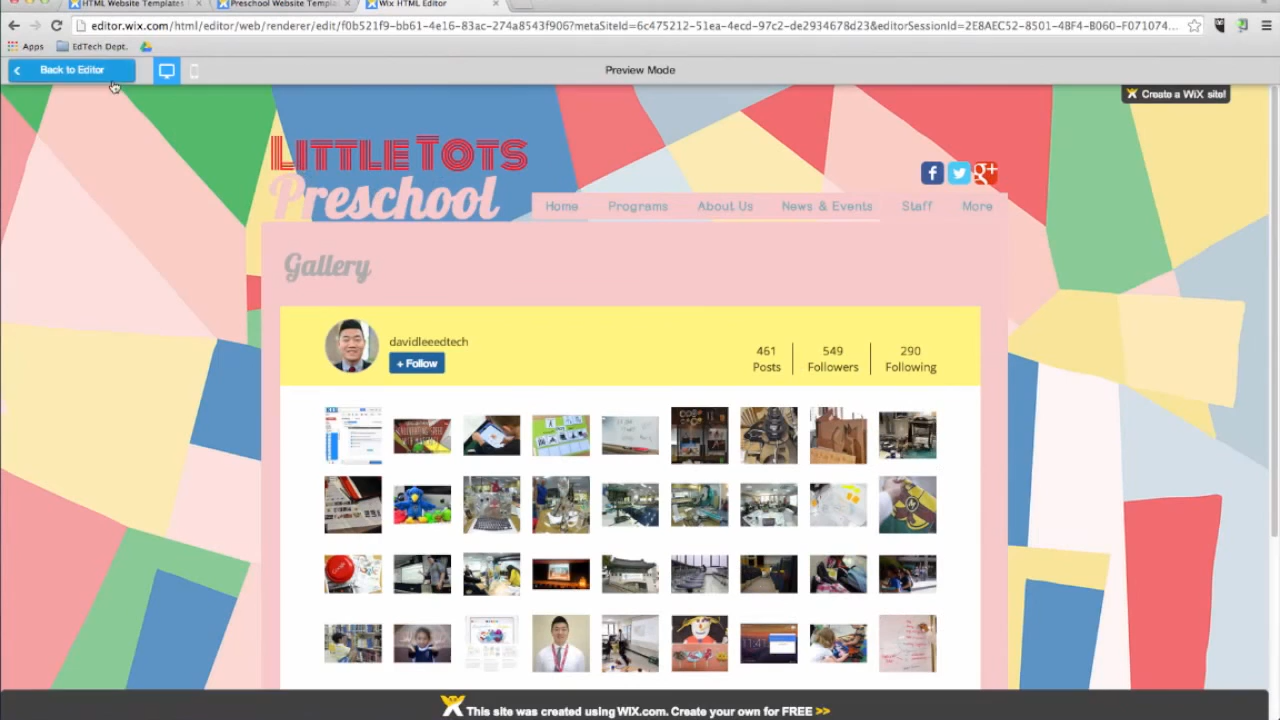 HTML Website Templates
Preschool Website Templa
Wix HTML Editor
editor.wix.com/html/editor/web/renderer/edit/f0b521f9-bb61-4e16-83ac-274a8543f906?metaSiteId=6c475212-51ea-4ecd-97c2-de2934678d23&editorSessionId=2E8AEC52-8501-4BF4-B060-F071074...
Apps
EdTech Dept.
Back to Editor
Preview Mode
Create a WiX site!
Little Tots
Preschool
Home
Programs
About Us
News & Events
Staff
More
Gallery
davidleeedtech
+ Follow
461
Posts
549
Followers
290
Following
This site was created using WIX.com. Create your own for FREE >>